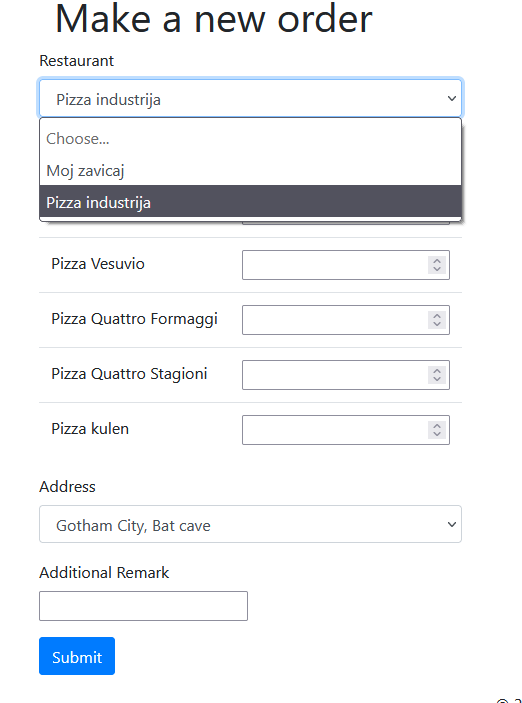 Make a new order
Restaurant
Pizza industrija
Choose...
Moj zavicaj
Pizza industrija
Pizza Vesuvio
Pizza Quattro Formaggi
Pizza Quattro Stagioni
Pizza kulen
Address
Gotham City, Bat cave
Additional Remark
Submit